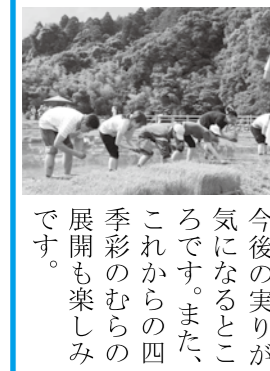 今後の実りが
気になるとこ
ろです。また、
これからの四
季彩のむらの
展開も楽しみ
です。